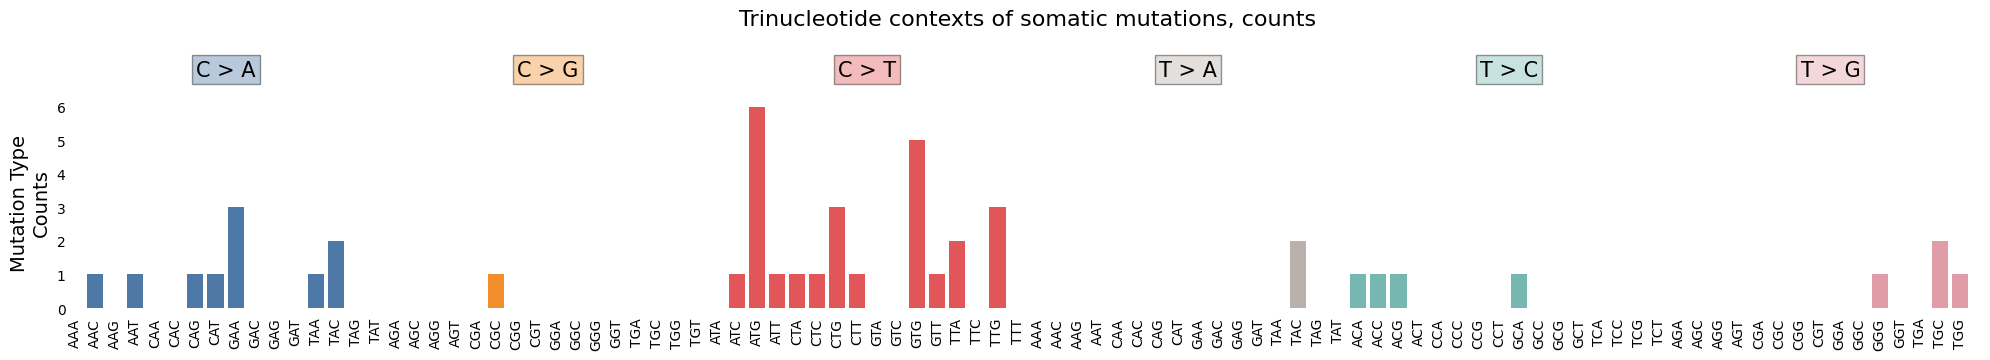 Trinucleotide contexts of somatic mutations, counts
C > A
C > G
C > T
T > A
T > C
T > G
Mutation Type
Counts
6
5
4
3
2
1
0
AAA AAC AAG AAT CAA CAC CAG CAT GAA GAC GAG GAT TAA TAC TAG TAT AGA AGC AGG AGT CGA CGC CGG CGT GGA GGC GGG GGT TGA TGC TGG TGT ATA ATC ATG ATT CTA CTC CTG CTT GTA GTC GTG GTT TTA TTC TTG TTT AAA AAC AAG AAT CAA CAC CAG CAT GAA GAC GAG GAT TAA TAC TAG TAT ACA ACC ACG ACT CCA CCC CCG CCT GCA GCC GCG GCT TCA TCC TCG TCT AGA AGC AGG AGT CGA CGC CGG CGT GGA GGC GGG GGT TGA TGC TGG